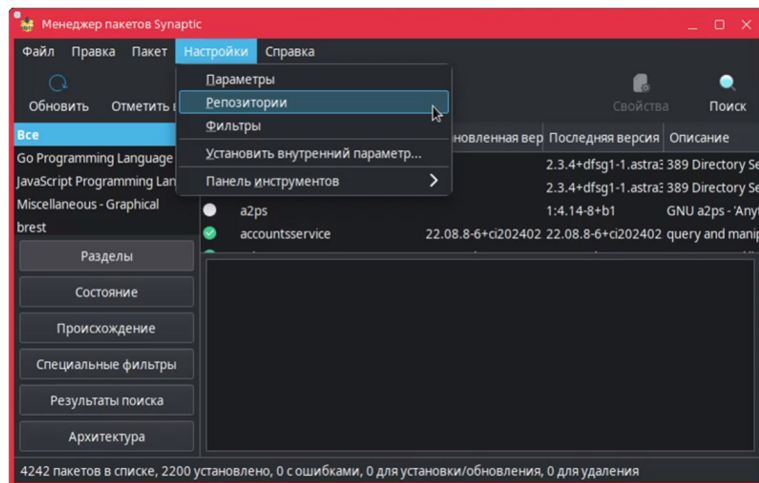 Менеджер пакетов Synaptic
Файл Правка Пакет Настройки Справка
Обновить Отметить Свойства Поиск
Параметры
Репозитории
Фильтры
Установить внутренний параметр...
Панель инструментов
Все
новленная вер Последняя версия Описание
Go Programming Language
2.3.4+dfsg1-1.astra 389 Directory Se
JavaScript Programming Lan
2.3.4+dfsg1-1.astra 389 Directory Se
Miscellaneous - Graphical
a2ps 1:4.14-8+b1 GNU a2ps - 'Any
brest
accountsservice 22.08.8-6+ci202402 22.08.8-6+ci202402 query and mani
Разделы
Состояние
Происхождение
Специальные фильтры
Результаты поиска
Архитектура
4242 пакетов в списке, 2200 установлено, 0 с ошибками, 0 для установки/обновления, 0 для удаления